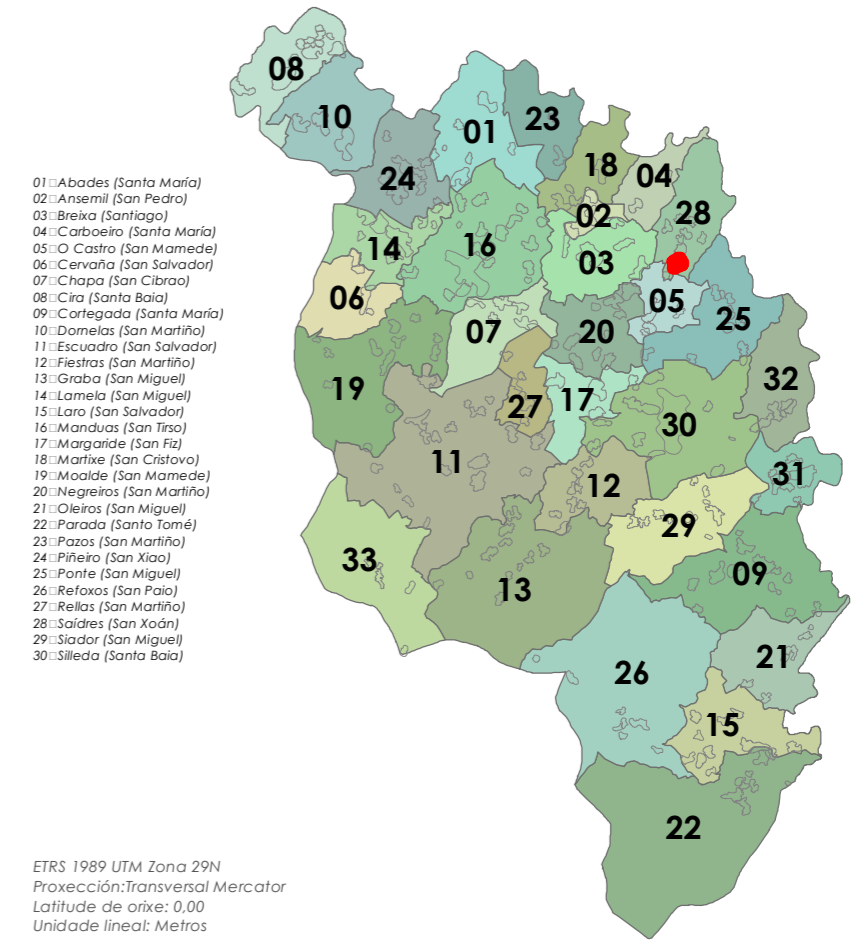 08
10
01
23
24
18
04
02
28
14
16
03
06
05
07
20
25
19
32
27
17
30
11
12
31
29
33
13
09
26
21
15
22
01□Abades (Santa María)
02□Ansemil (San Pedro)
03□Breixa (Santiago)
04□Carboeiro (Santa María)
05□O Castro (San Mamede)
06□Cervaña (San Salvador)
07□Chapa (San Cibrao)
08□Cira (Santa Baia)
09□Cortegada (Santa María)
10□Dornelas (San Martiño)
11□Escuadro (San Salvador)
12□Fiestras (San Martiño)
13□Graba (San Miguel)
14□Lamela (San Miguel)
15□Laro (San Salvador)
16□Manduas (San Tirso)
17□Margaride (San Fiz)
18□Martixe (San Cristovo)
19□Moalde (San Mamede)
20□Negreiros (San Martiño)
21□Oleiros (San Miguel)
22□Parada (Santo Tomé)
23□Pazos (San Martiño)
24□Piñeiro (San Xiao)
25□Ponte (San Miguel)
26□Refoxos (San Paio)
27□Rellas (San Martiño)
28□Saídres (San Xoán)
29□Siador (San Miguel)
30□Silleda (Santa Baia)
ETRS 1989 UTM Zona 29N
Proxección:Transversal Mercator
Latitude de orixe: 0,00
Unidade lineal: Metros